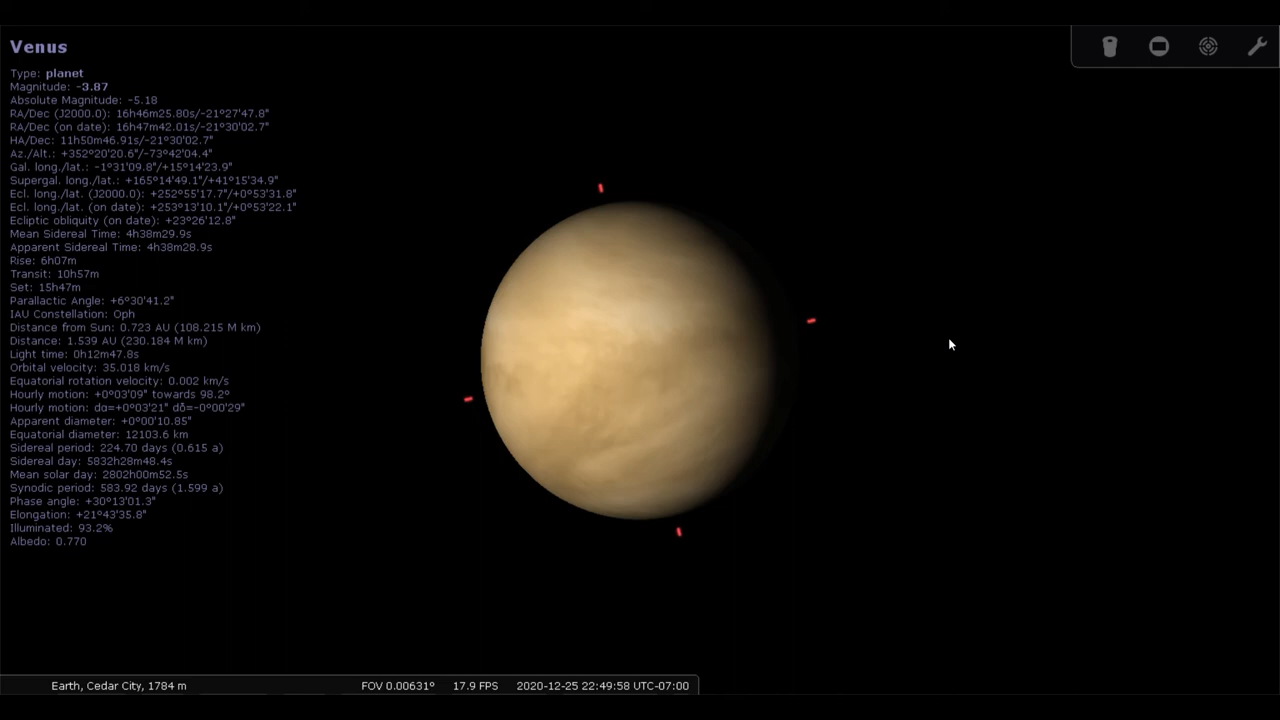 Venus
Type: planet
Magnitude: -3.87
Absolute Magnitude: -5.18
RA/Dec (J2000.0): 16h46m25.80s/-21°27'47.8"
RA/Dec (on date): 16h47m42.01s/-21°30'02.7"
HA/Dec: 11h50m46.91s/-21°30'02.7"
Az./Alt.: +352°20'20.6"/-73°42'04.4"
Gal. long./lat.: -1°31'09.8"/+15°14'23.9"
Supergal. long./lat.: +165°14'49.1"/+41°15'34.9"
Ecl. long./lat. (J2000.0): +252°55'17.7"/+0°53'31.8"
Ecl. long./lat. (on date): +253°13'10.1"/+0°53'22.1"
Ecliptic obliquity (on date): +23°26'12.8"
Mean Sidereal Time: 4h38m29.9s
Apparent Sidereal Time: 4h38m28.9s
Rise: 6h07m
Transit: 10h57m
Set: 15h47m
Parallactic Angle: +6°30'41.2"
IAU Constellation: Oph
Distance from Sun: 0.723 AU (108.215 M km)
Distance: 1.539 AU (230.184 M km)
Light time: 0h12m47.8s
Orbital velocity: 35.018 km/s
Equatorial rotation velocity: 0.002 km/s
Hourly motion: +0°03'09" towards 98.2°
Hourly motion: dα=+0°03'21" dδ=-0°00'29"
Apparent diameter: +0°00'10.85"
Equatorial diameter: 12103.6 km
Sidereal period: 224.70 days (0.615 a)
Sidereal day: 5832h28m48.4s
Mean solar day: 2802h00m52.5s
Synodic period: 583.92 days (1.599 a)
Phase angle: +30°13'01.3"
Elongation: +21°43'35.8"
Illuminated: 93.2%
Albedo: 0.770
Earth, Cedar City, 1784 m FOV 0.00631° 17.9 FPS 2020-12-25 22:49:58 UTC-07:00